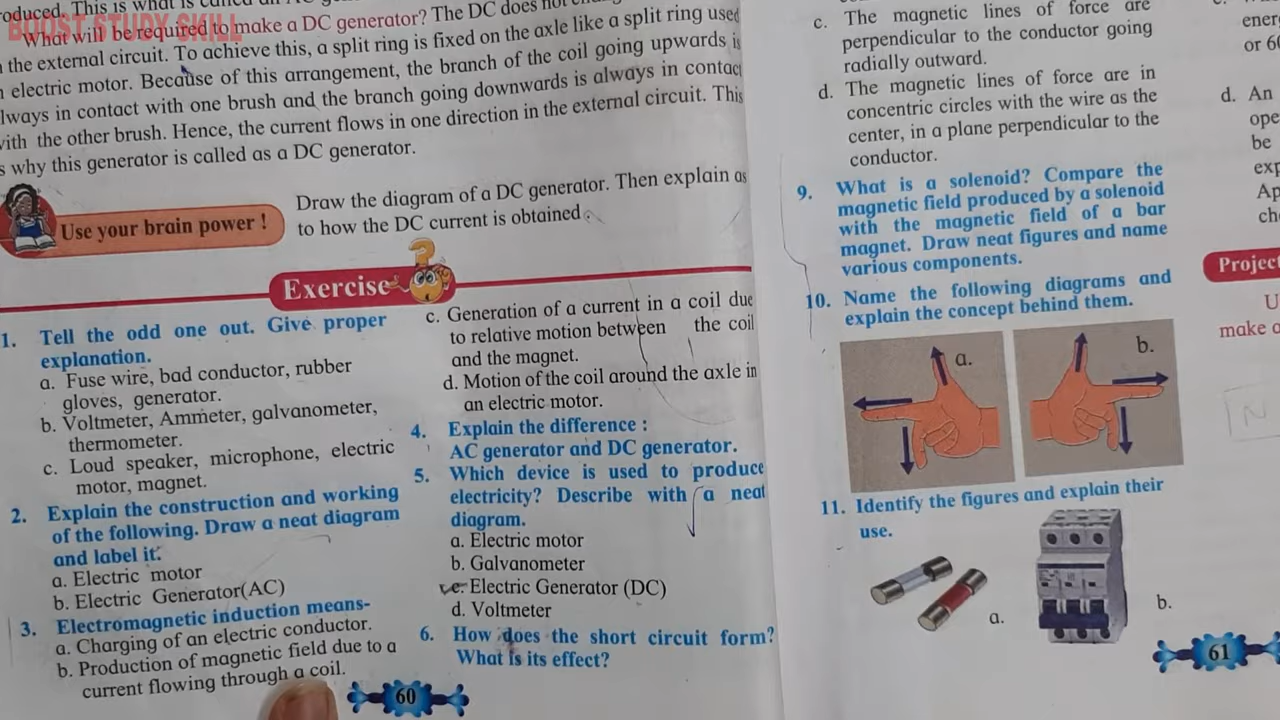 BOOST STUDY SKILL
What will be required to make a DC generator? The DC does not
the external circuit. To achieve this, a split ring is fixed on the axle like a split ring used
electric motor. Because of this arrangement, the branch of the coil going upwards is
always in contact with one brush and the branch going downwards is always in contact
with the other brush. Hence, the current flows in one direction in the external circuit. This
why this generator is called as a DC generator.
Use your brain power !
Draw the diagram of a DC generator. Then explain as
to how the DC current is obtained.
Exercise
1. Tell the odd one out. Give proper
explanation.
a. Fuse wire, bad conductor, rubber
gloves, generator.
b. Voltmeter, Ammeter, galvanometer,
thermometer.
c. Loud speaker, microphone, electric
motor, magnet.
2. Explain the construction and working
of the following. Draw a neat diagram
and label it.
a. Electric motor
b. Electric Generator(AC)
3. Electromagnetic induction means-
a. Charging of an electric conductor.
b. Production of magnetic field due to a
current flowing through a coil.
c. Generation of a current in a coil due
to relative motion between the coil
and the magnet.
d. Motion of the coil around the axle in
an electric motor.
4. Explain the difference :
AC generator and DC generator.
5. Which device is used to produce
electricity? Describe with a neat
diagram.
a. Electric motor
b. Galvanometer
c. Electric Generator (DC)
d. Voltmeter
6. How does the short circuit form?
What is its effect?
60
c. The magnetic lines of force are
perpendicular to the conductor going
radially outward.
d. The magnetic lines of force are in
concentric circles with the wire as the
center, in a plane perpendicular to the
conductor.
9. What is a solenoid? Compare the
magnetic field produced by a solenoid
with the magnetic field of a bar
magnet. Draw neat figures and name
various components.
10. Name the following diagrams and
explain the concept behind them.
a.
b.
11. Identify the figures and explain their
use.
a.
b.
61
d. An
be
Project
make a
N